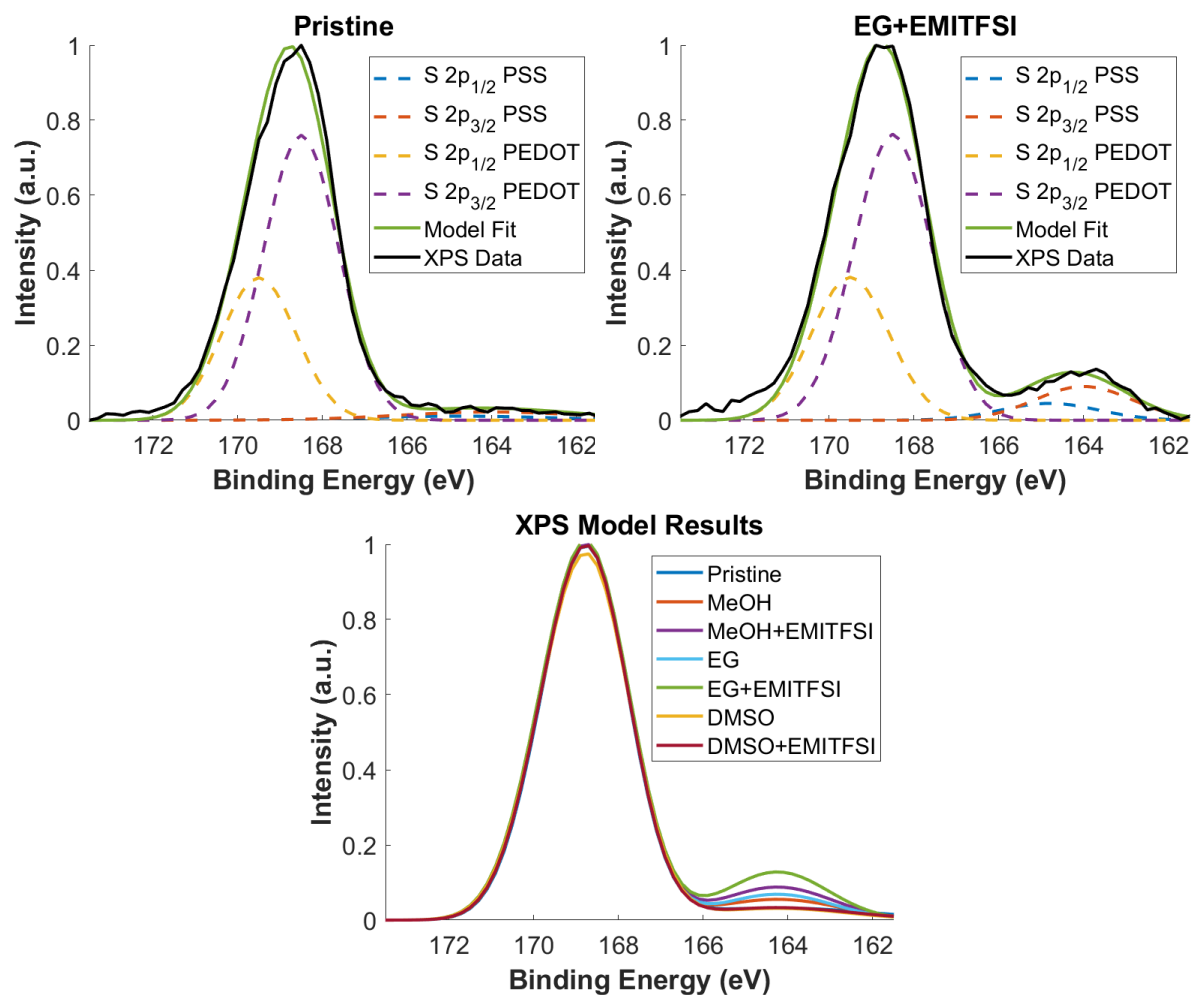 Pristine
1
0.8
0.6
0.4
0.2
0
Intensity (a.u.)
172
170
168
166
164
162
Binding Energy (eV)
S 2p1/2 PSS
S 2p3/2 PSS
S 2p1/2 PEDOT
S 2p3/2 PEDOT
Model Fit
XPS Data
EG+EMITFSI
1
0.8
0.6
0.4
0.2
0
Intensity (a.u.)
172
170
168
166
164
162
Binding Energy (eV)
S 2p1/2 PSS
S 2p3/2 PSS
S 2p1/2 PEDOT
S 2p3/2 PEDOT
Model Fit
XPS Data
XPS Model Results
1
0.8
0.6
0.4
0.2
0
Intensity (a.u.)
172
170
168
166
164
162
Binding Energy (eV)
Pristine
MeOH
MeOH+EMITFSI
EG
EG+EMITFSI
DMSO
DMSO+EMITFSI